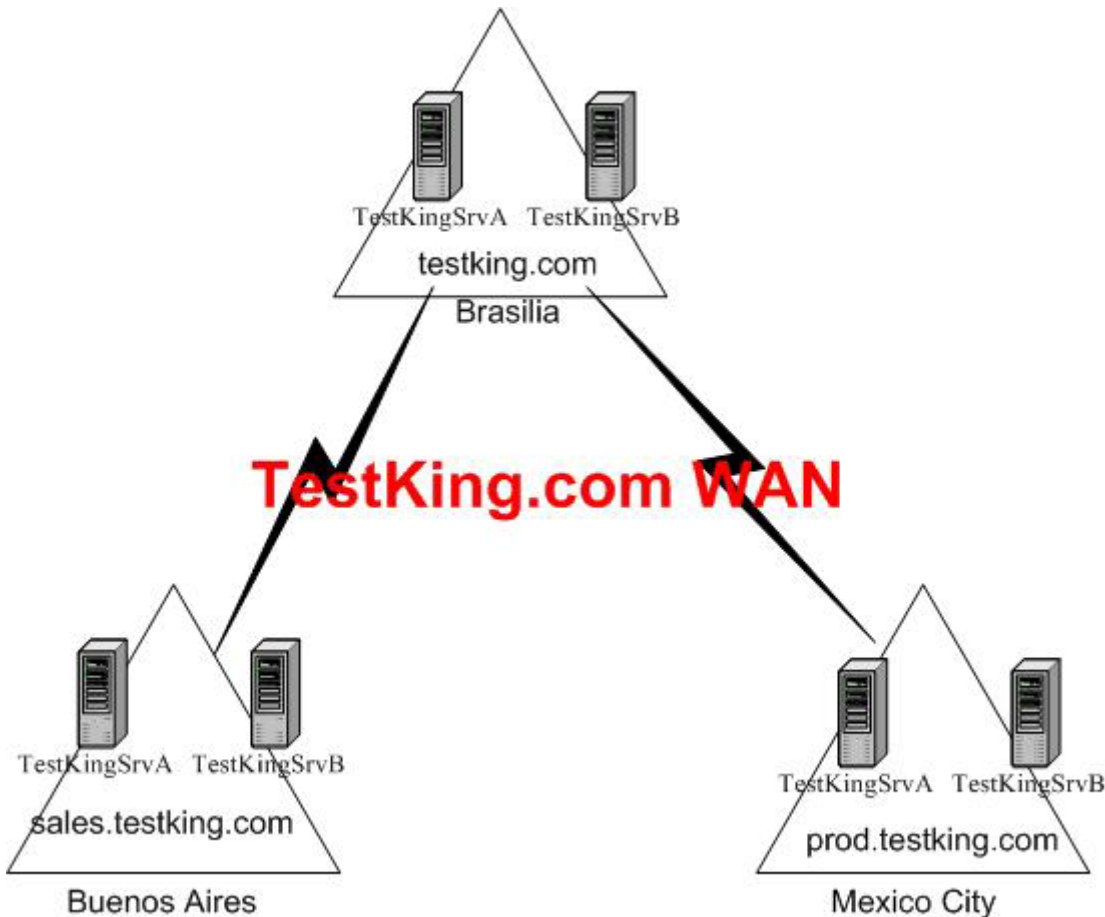 TestKingSrvA TestKingSrvB
testking.com
Brasilia
TestKing.com WAN
TestKingSrvA TestKingSrvB
sales.testking.com
Buenos Aires
TestKingSrvA TestKingSrvB
prod.testking.com
Mexico City